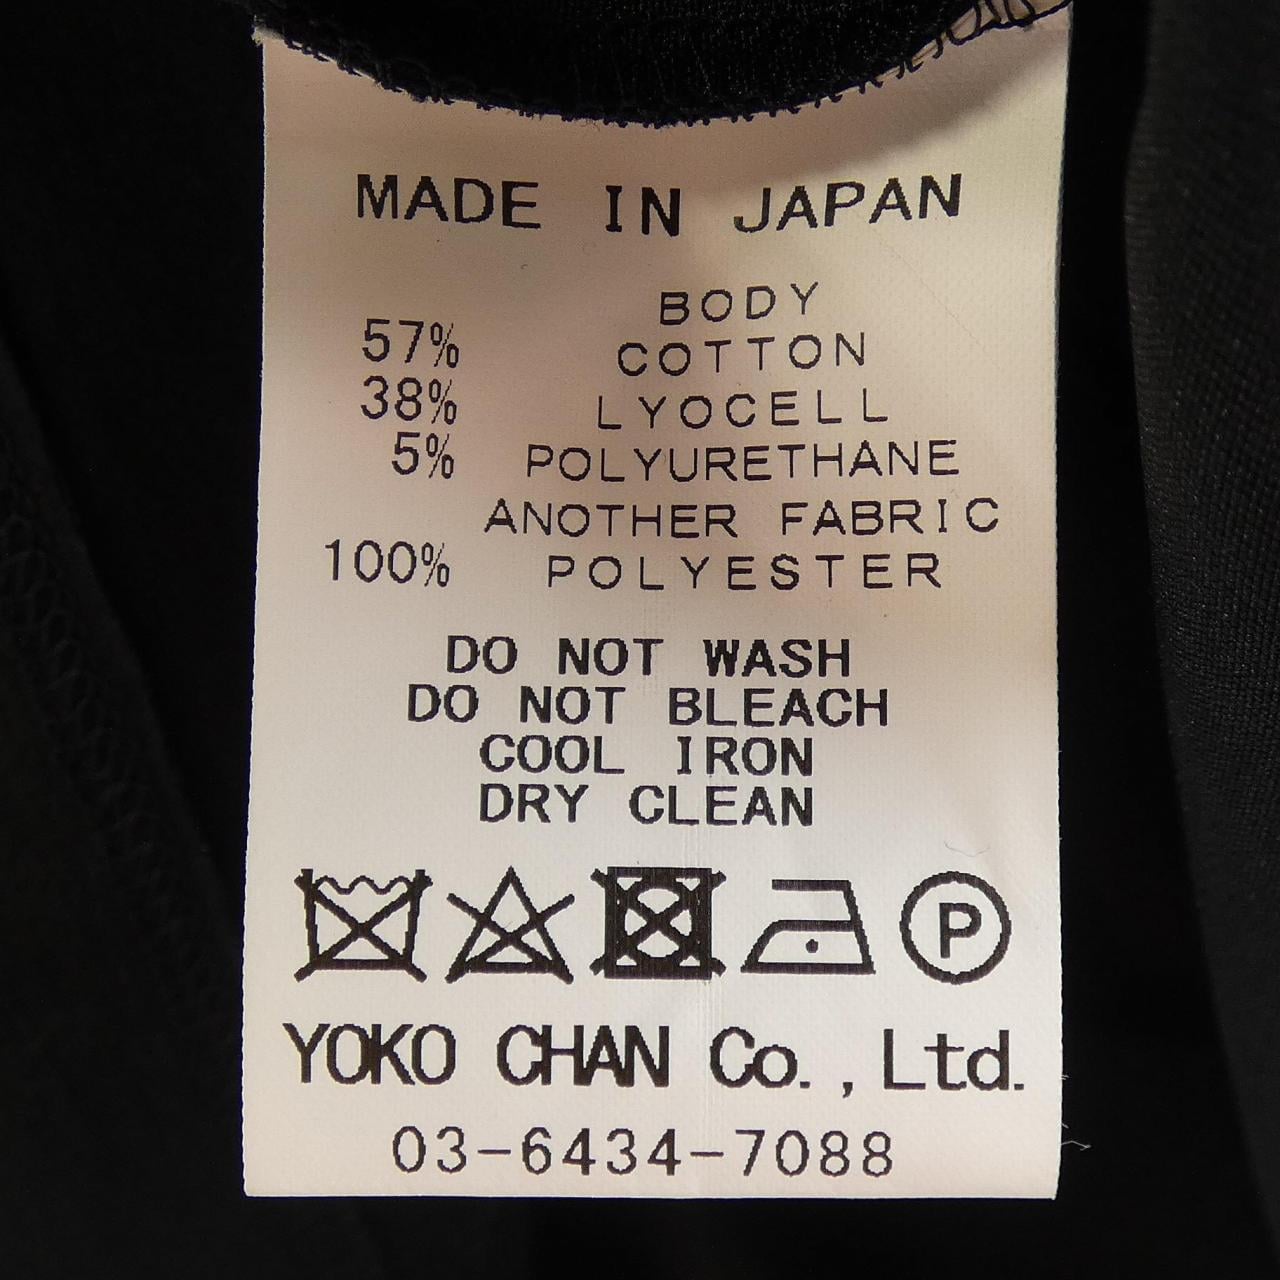 MADE IN JAPAN
BODY
57% COTTON
38% LYOCELL
5% POLYURETHANE
ANOTHER FABRIC
100% POLYESTER
DO NOT WASH
DO NOT BLEACH
COOL IRON
DRY CLEAN
P
YOKO CHAN Co., Ltd.
03-6434-7088